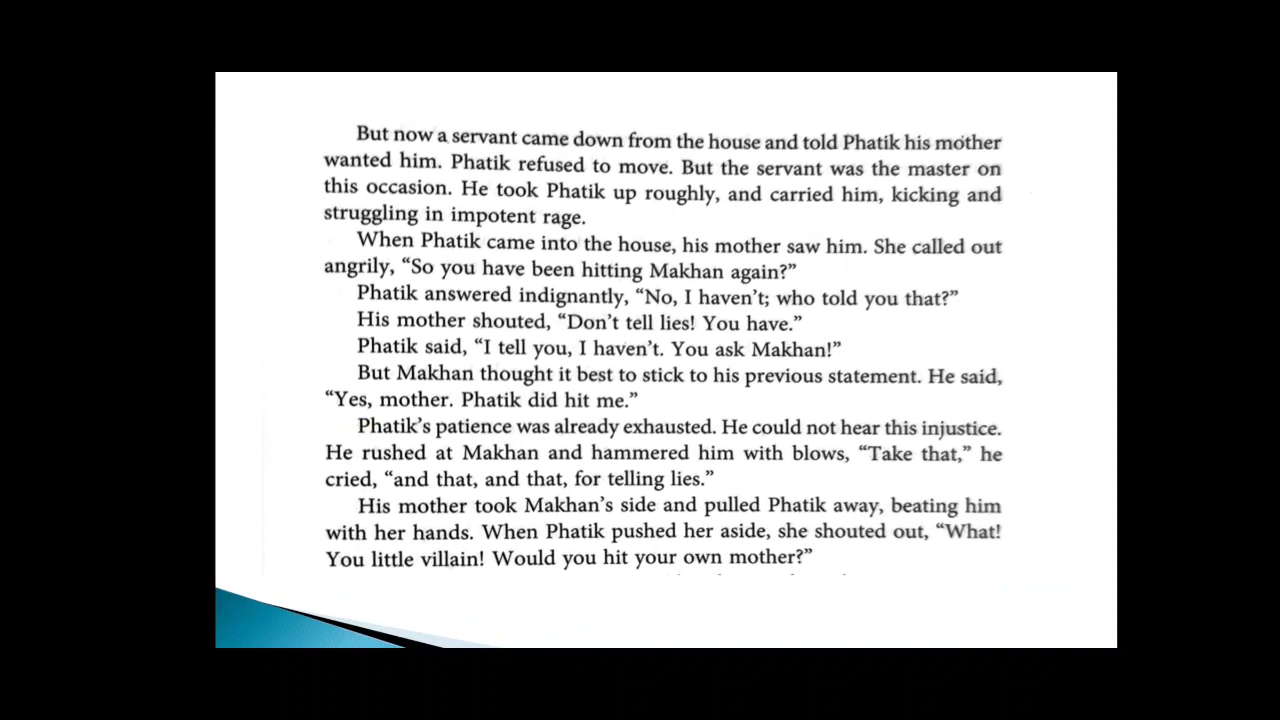 But now a servant came down from the house and told Phatik his mother
wanted him. Phatik refused to move. But the servant was the master on
this occasion. He took Phatik up roughly, and carried him, kicking and
struggling in impotent rage.
When Phatik came into the house, his mother saw him. She called out
angrily, “So you have been hitting Makhan again?”
Phatik answered indignantly, “No, I haven’t; who told you that?”
His mother shouted, “Don’t tell lies! You have.”
Phatik said, “I tell you, I haven’t. You ask Makhan!”
But Makhan thought it best to stick to his previous statement. He said,
“Yes, mother. Phatik did hit me.”
Phatik’s patience was already exhausted. He could not hear this injustice.
He rushed at Makhan and hammered him with blows, “Take that,” he
cried, “and that, and that, for telling lies.”
His mother took Makhan’s side and pulled Phatik away, beating him
with her hands. When Phatik pushed her aside, she shouted out, “What!
You little villain! Would you hit your own mother?”